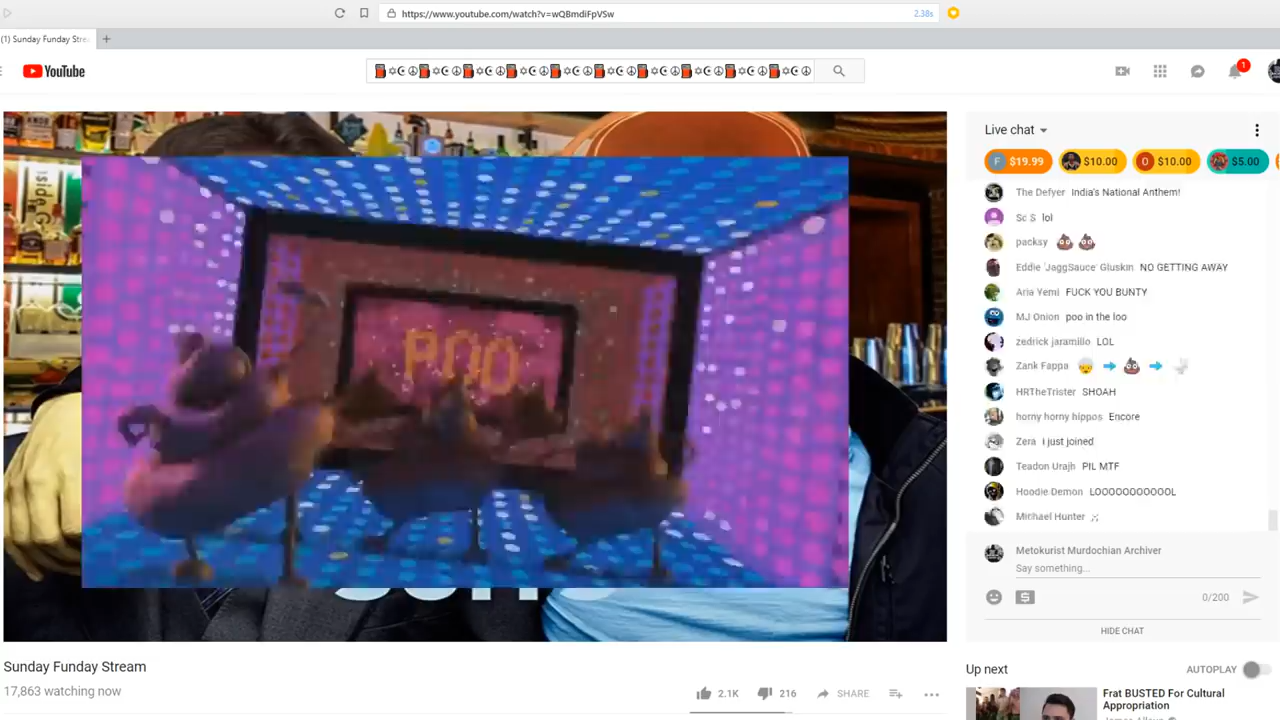 https://www.youtube.com/watch?v=wQBmdiFpVSw
2.38s
(1) Sunday Funday Stre
YouTube
1
POO
Live chat
F $19.99
$10.00
O $10.00
$5.00
The Defyer India's National Anthem!
Sc S lol
packsy 💩 💩
Eddie 'JaggSauce' Gluskin NO GETTING AWAY
Aria Yemi FUCK YOU BUNTY
MJ Onion poo in the loo
zedrick jaramillo LOL
Zank Fappa
HRTheTrister SHOAH
horny horny hippos Encore
Zera i just joined
Teadon Urajh PIL MTF
Hoodie Demon LOOOOOOOOOOL
Michael Hunter
Metokurist Murdochian Archiver
Say something...
0/200
HIDE CHAT
Sunday Funday Stream
17,863 watching now
2.1K
216
SHARE
Up next
AUTOPLAY
Frat BUSTED For Cultural
Appropriation